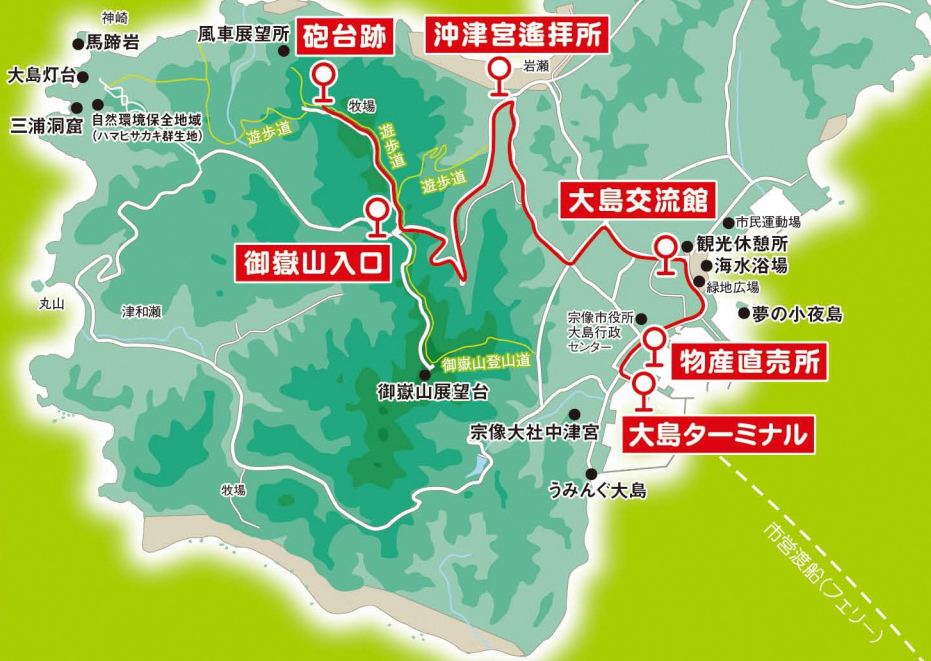 神崎
馬蹄岩
風車展望所
砲台跡
沖津宮遙拝所
岩瀬
大島灯台
三浦洞窟
自然環境保全地域
（ハマヒサカキ群生地）
牧場
遊歩道
遊歩道
遊歩道
大島交流館
市民運動場
観光休憩所
海水浴場
緑地広場
夢の小夜島
御嶽山入口
丸山
津和瀬
宗像市役所
大島行政
センター
物産直売所
御嶽山登山道
御嶽山展望台
大島ターミナル
宗像大社中津宮
うみんぐ大島
牧場
市営渡船（フェリー）